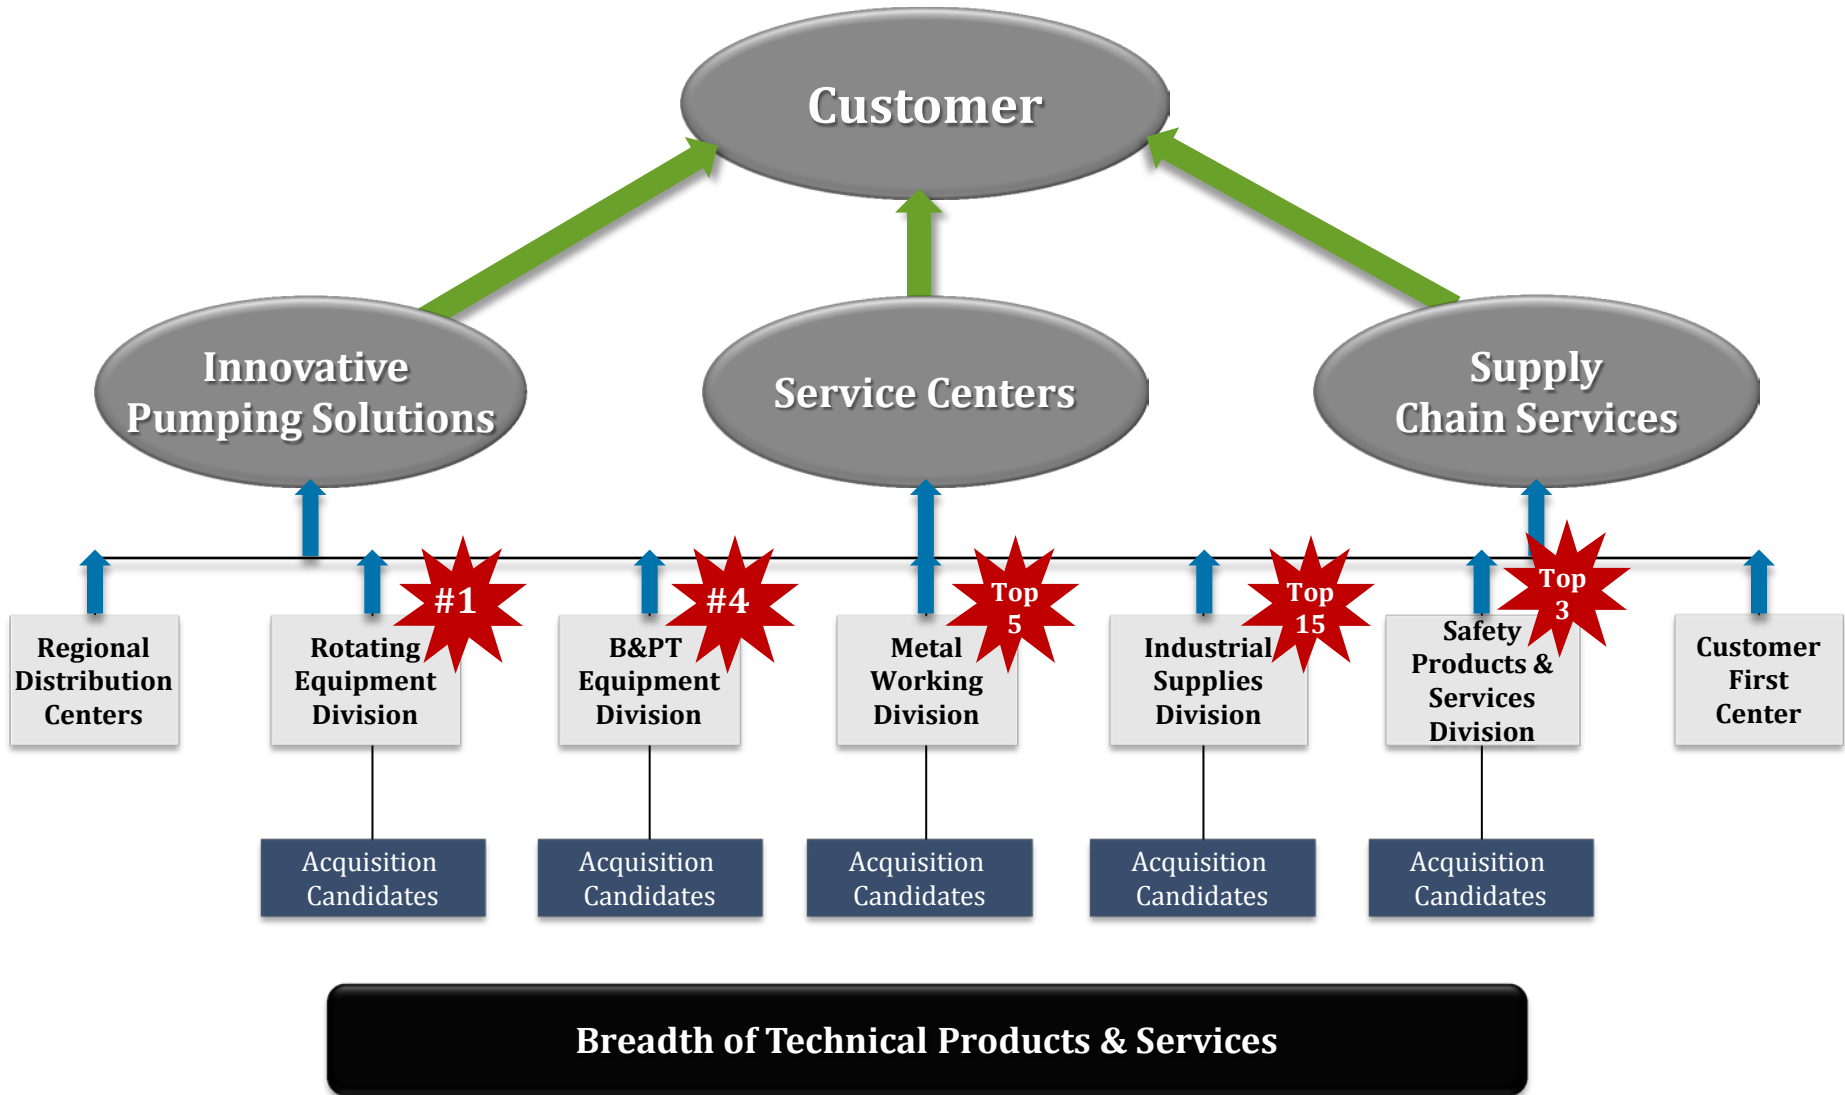 Customer
Innovative
Pumping Solutions
Service Centers
Supply
Chain Services
#1
#4
Top
5
Top
15
Top
3
Regional
Distribution
Centers
Rotating
Equipment
Division
B&PT
Equipment
Division
Metal
Working
Division
Industrial
Supplies
Division
Safety
Products &
Services
Division
Customer
First
Center
Acquisition
Candidates
Acquisition
Candidates
Acquisition
Candidates
Acquisition
Candidates
Acquisition
Candidates
Breadth of Technical Products & Services